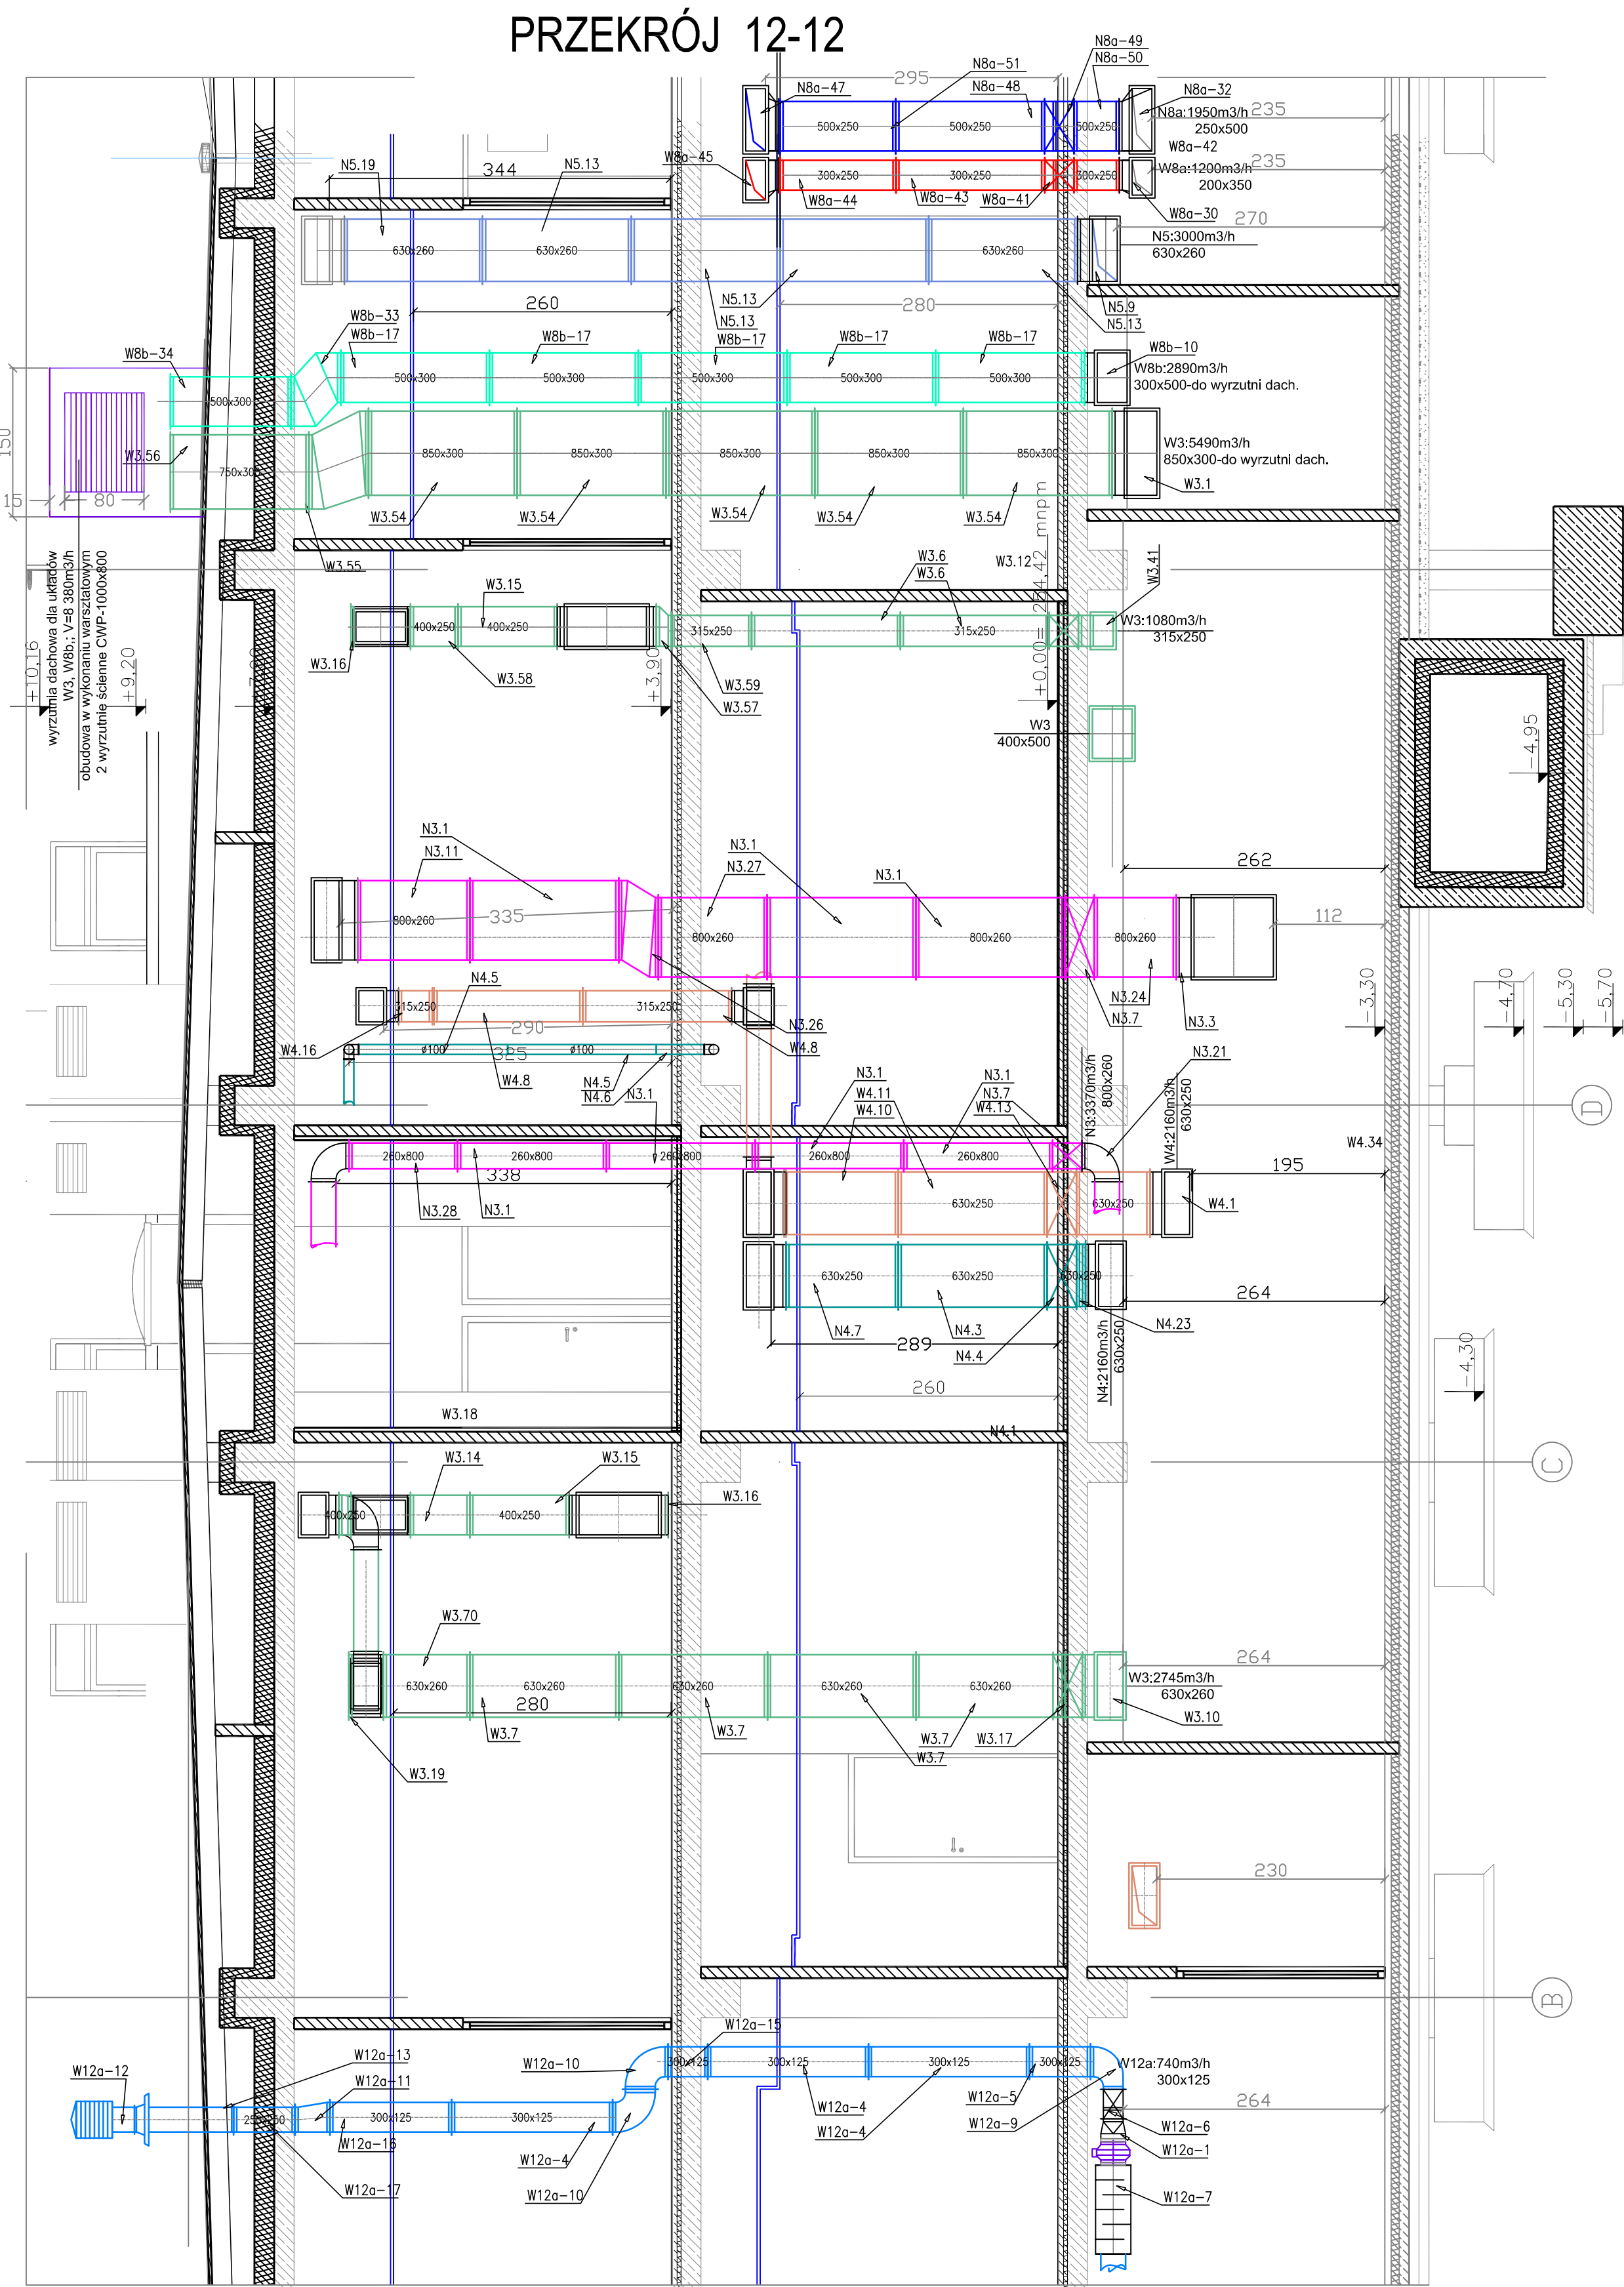 PRZEKRÓJ 12-12
N8a-49
N8a-50
N8a-51
295
N8a-47
N8a-48
N8a-32
N8a:1950m3/h
235
250x500
500x250
500x250
500x250
W8a-42
W8a-45
W8a:1200m3/h
235
200x350
300x250
300x250
300x250
W8a-44
W8a-43
W8a-41
W8a-30
N5.19
344
N5.13
270
N5:3000m3/h
630x260
630x260
630x260
630x260
N5.13
N5.13
N5.9
N5.13
260
280
W8b-33
W8b-17
W8b-17
W8b-17
W8b-17
W8b-17
W8b-10
W8b:2890m3/h
300x500-do wyrzutni dach.
W8b-34
500x300
500x300
500x300
500x300
500x300
500x300
150
W3.56
750x300
850x300
850x300
850x300
850x300
850x300
W3:5490m3/h
850x300-do wyrzutni dach.
W3.1
15
80
W3.54
W3.54
W3.54
W3.54
W3.54
W3.55
wyrzutnia dachowa dla układów
W3, W8b,; V=8 380m3/h
obudowa w wykonaniu warsztatowym
2 wyrzutnie ścienne CWP-1000x800
+10,16
+9,20
+3,90
+0,00= 254,42 mnpm
W3.12
W3.41
W3.6
W3.6
W3.15
400x250
400x250
315x250
315x250
W3:1080m3/h
315x250
W3.16
W3.58
W3.59
W3.57
W3
400x500
-4,95
N3.1
N3.11
N3.1
N3.27
N3.1
262
335
800x260
800x260
800x260
800x260
112
N3.24
N3.7
N3.3
-3,30
-4,70
-5,30
-5,70
N4.5
315x250
315x250
290
N3.26
W4.16
W4.8
ø100
ø100
325
W4.8
N4.5
N4.6
N3.1
N3.1
W4.11
W4.10
N3.1
N3.7
W4.13
N3:3370m3/h
800x260
N3.21
W4:2160m3/h
630x250
W4.34
D
260x800
260x800
260x800
260x800
260x800
338
195
N3.28
N3.1
630x250
630x250
W4.1
630x250
630x250
630x250
264
N4.7
N4.3
N4.23
289
N4.4
N4:2160m3/h
630x250
-4,30
260
W3.18
N4.1
W3.14
W3.15
W3.16
C
400x250
400x250
W3.70
264
630x260
630x260
630x260
630x260
630x260
W3:2745m3/h
630x260
280
W3.10
W3.7
W3.7
W3.7
W3.7
W3.17
W3.19
230
B
W12a-15
W12a-13
W12a-10
W12a-12
W12a-11
300x125
300x125
300x125
300x125
W12a:740m3/h
300x125
W12a-5
W12a-4
264
300x125
300x125
W12a-9
W12a-6
W12a-4
W12a-16
W12a-4
W12a-1
W12a-17
W12a-10
W12a-7